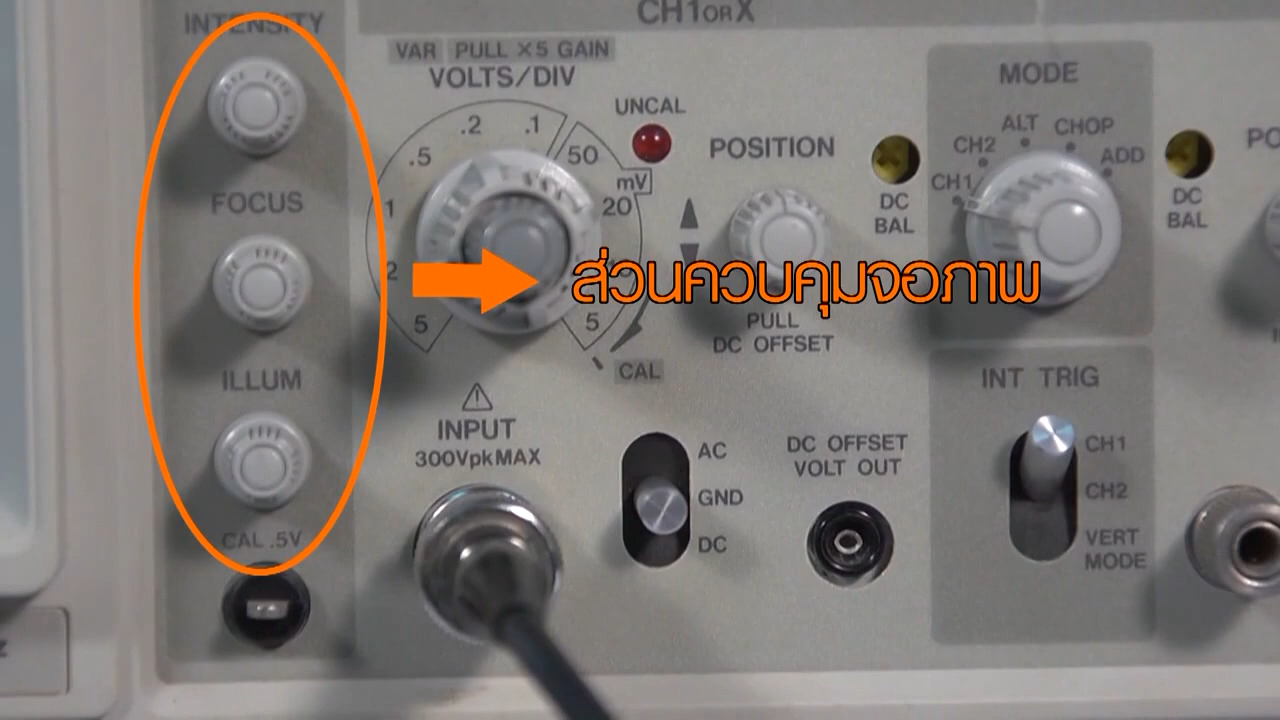 INTENSITY
FOCUS
ILLUM
CAL .5V
CH1 OR X
VAR PULL ×5 GAIN
VOLTS/DIV
.5 .2 .1 50
mV
1 20
2
5 5
CAL
UNCAL
POSITION
PULL
DC OFFSET
DC
BAL
MODE
CH1 CH2 ALT CHOP ADD
DC
BAL
ส่วนควบคุมจอภาพ
INPUT
300VpkMAX
AC
GND
DC
DC OFFSET
VOLT OUT
INT TRIG
CH1
CH2
VERT
MODE